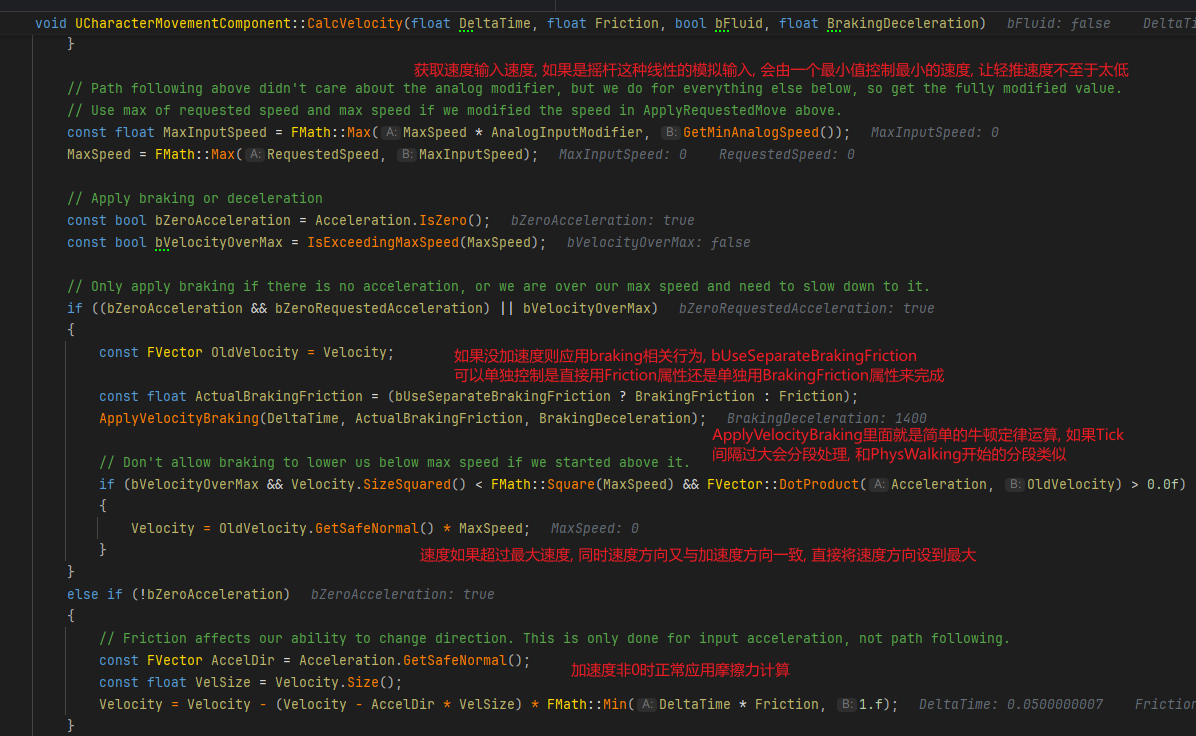 void UCharacterMovementComponent::CalcVelocity(float DeltaTime, float Friction, bool bFluid, float BrakingDeceleration) bFluid: false DeltaTi
}
获取速度输入速度, 如果是摇杆这种线性的模拟输入, 会由一个最小值控制最小的速度, 让轻推速度不至于太低
// Path following above didn't care about the analog modifier, but we do for everything else below, so get the fully modified value.
// Use max of requested speed and max speed if we modified the speed in ApplyRequestedMove above.
const float MaxInputSpeed = FMath::Max( A: MaxSpeed * AnalogInputModifier, B: GetMinAnalogSpeed()); MaxInputSpeed: 0
MaxSpeed = FMath::Max( A: RequestedSpeed, B: MaxInputSpeed); MaxInputSpeed: 0 RequestedSpeed: 0
// Apply braking or deceleration
const bool bZeroAcceleration = Acceleration.IsZero(); bZeroAcceleration: true
const bool bVelocityOverMax = IsExceedingMaxSpeed(MaxSpeed); bVelocityOverMax: false
// Only apply braking if there is no acceleration, or we are over our max speed and need to slow down to it.
if ((bZeroAcceleration && bZeroRequestedAcceleration) || bVelocityOverMax) bZeroRequestedAcceleration: true
{
const FVector OldVelocity = Velocity;
如果没加速度则应用braking相关行为, bUseSeparateBrakingFriction
可以单独控制是直接用Friction属性还是单独用BrakingFriction属性来完成
const float ActualBrakingFriction = (bUseSeparateBrakingFriction ? BrakingFriction : Friction);
ApplyVelocityBraking(DeltaTime, ActualBrakingFriction, BrakingDeceleration); BrakingDeceleration: 1400
ApplyVelocityBraking里面就是简单的牛顿定律运算, 如果Tick
间隔过大会分段处理, 和PhysWalking开始的分段类似
// Don't allow braking to lower us below max speed if we started above it.
if (bVelocityOverMax && Velocity.SizeSquared() < FMath::Square(MaxSpeed) && FVector::DotProduct( A: Acceleration, B: OldVelocity) > 0.0f)
{
Velocity = OldVelocity.GetSafeNormal() * MaxSpeed; MaxSpeed: 0
}
速度如果超过最大速度, 同时速度方向又与加速度方向一致, 直接将速度方向设到最大
}
else if (!bZeroAcceleration) bZeroAcceleration: true
{
// Friction affects our ability to change direction. This is only done for input acceleration, not path following.
const FVector AccelDir = Acceleration.GetSafeNormal();
加速度非0时正常应用摩擦力计算
const float VelSize = Velocity.Size();
Velocity = Velocity - (Velocity - AccelDir * VelSize) * FMath::Min( A: DeltaTime * Friction, B: 1.f); DeltaTime: 0.0500000007 Friction
}